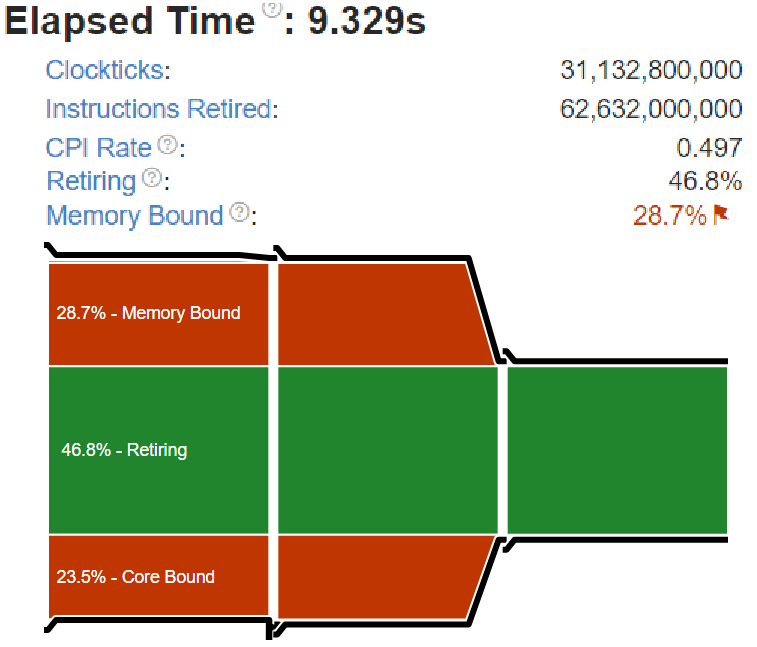 Elapsed Time ?: 9.329s
Clockticks: 31,132,800,000
Instructions Retired: 62,632,000,000
CPI Rate ?: 0.497
Retiring ?: 46.8%
Memory Bound ?: 28.7%
28.7% - Memory Bound
46.8% - Retiring
23.5% - Core Bound